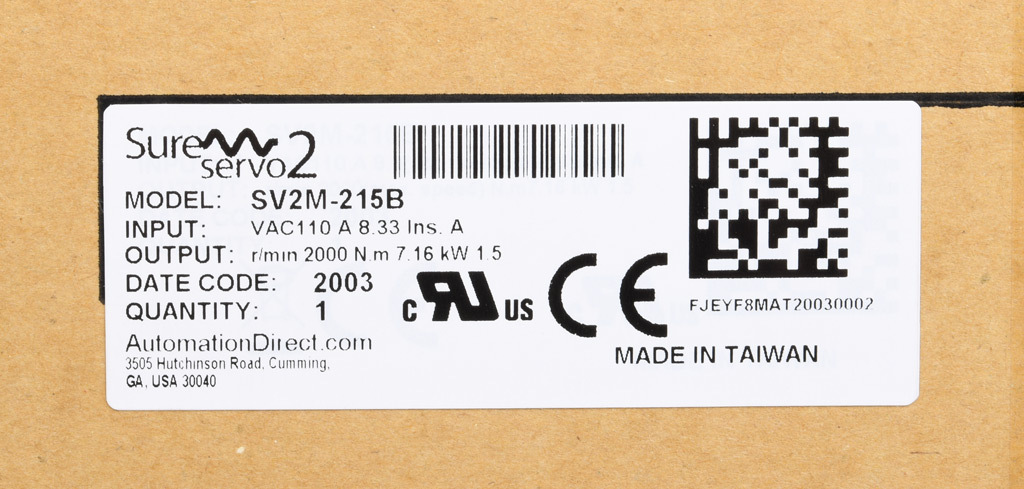 Sure servo2
MODEL: SV2M-215B
INPUT: VAC110 A 8.33 Ins. A
OUTPUT: r/min 2000 N.m 7.16 kW 1.5
DATE CODE: 2003
QUANTITY: 1
c RU US CE
FJEYF8MAT20030002
AutomationDirect.com
3505 Hutchinson Road, Cumming,
GA, USA 30040
MADE IN TAIWAN